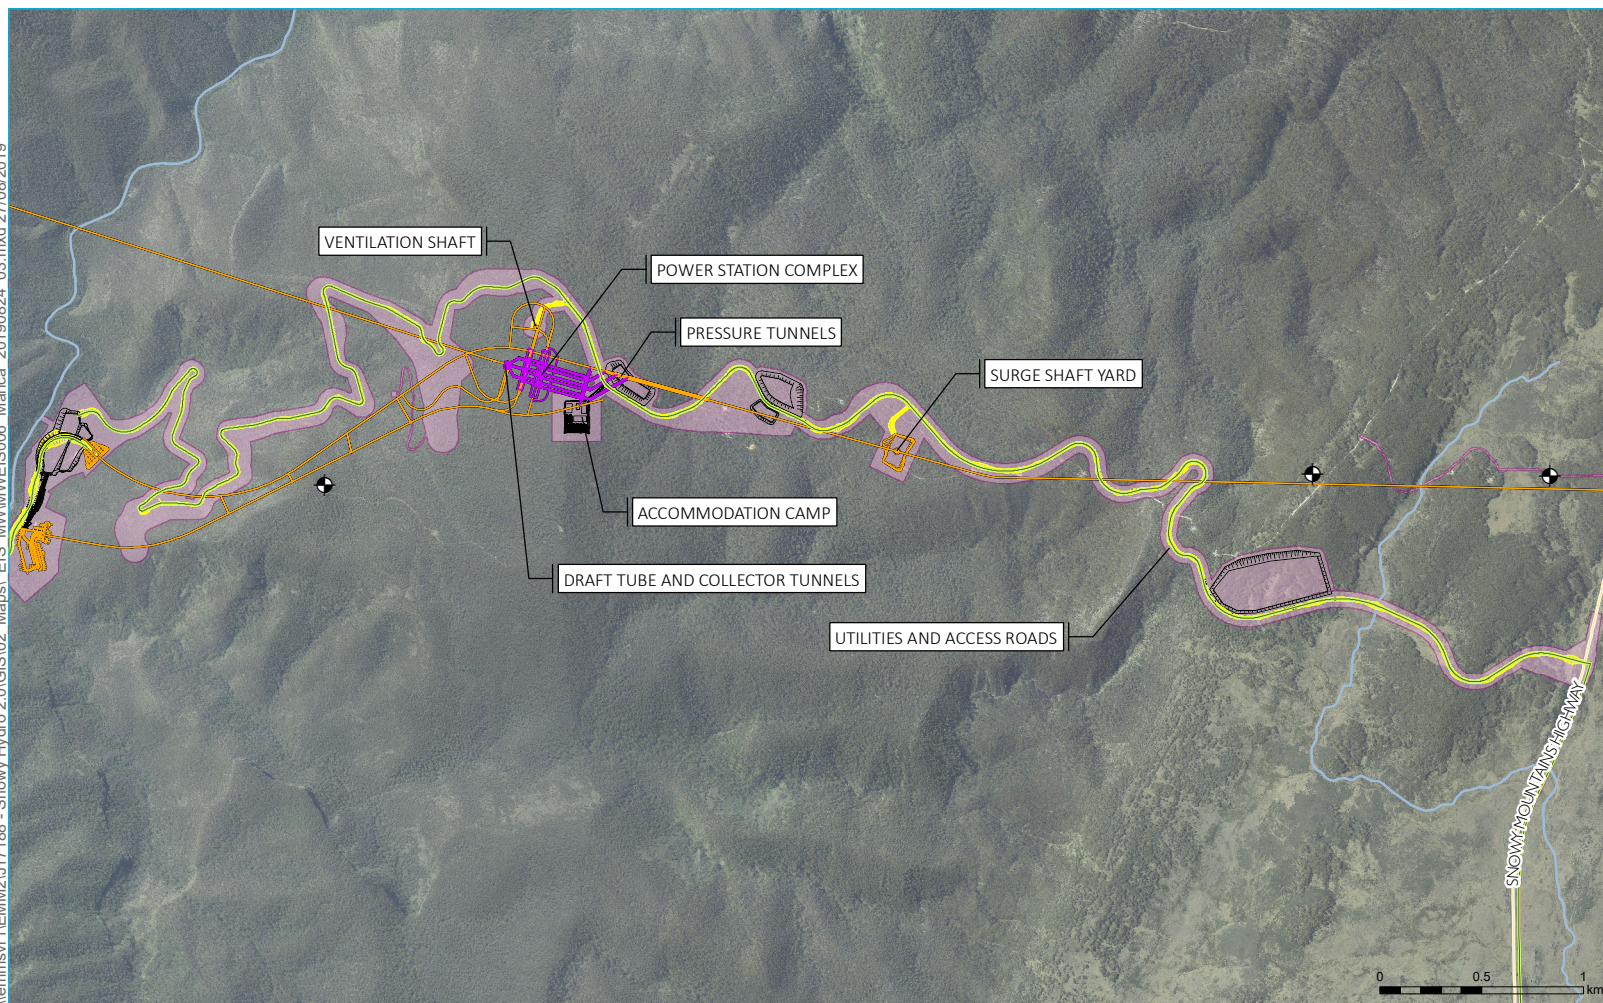 VENTILATION SHAFT
POWER STATION COMPLEX
PRESSURE TUNNELS
SURGE SHAFT YARD
ACCOMMODATION CAMP
DRAFT TUBE AND COLLECTOR TUNNELS
UTILITIES AND ACCESS ROADS
SNOWY MOUNTAINS HIGHWAY
0 0.5 1
km